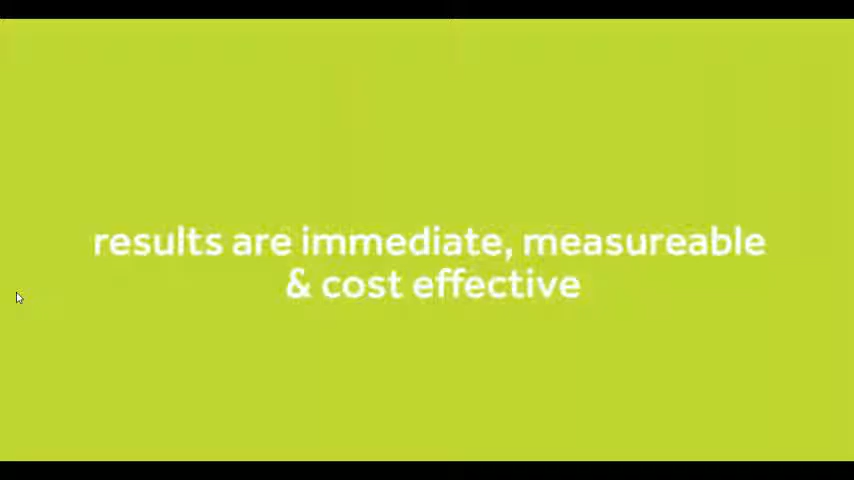 results are immediate, measureable
& cost effective